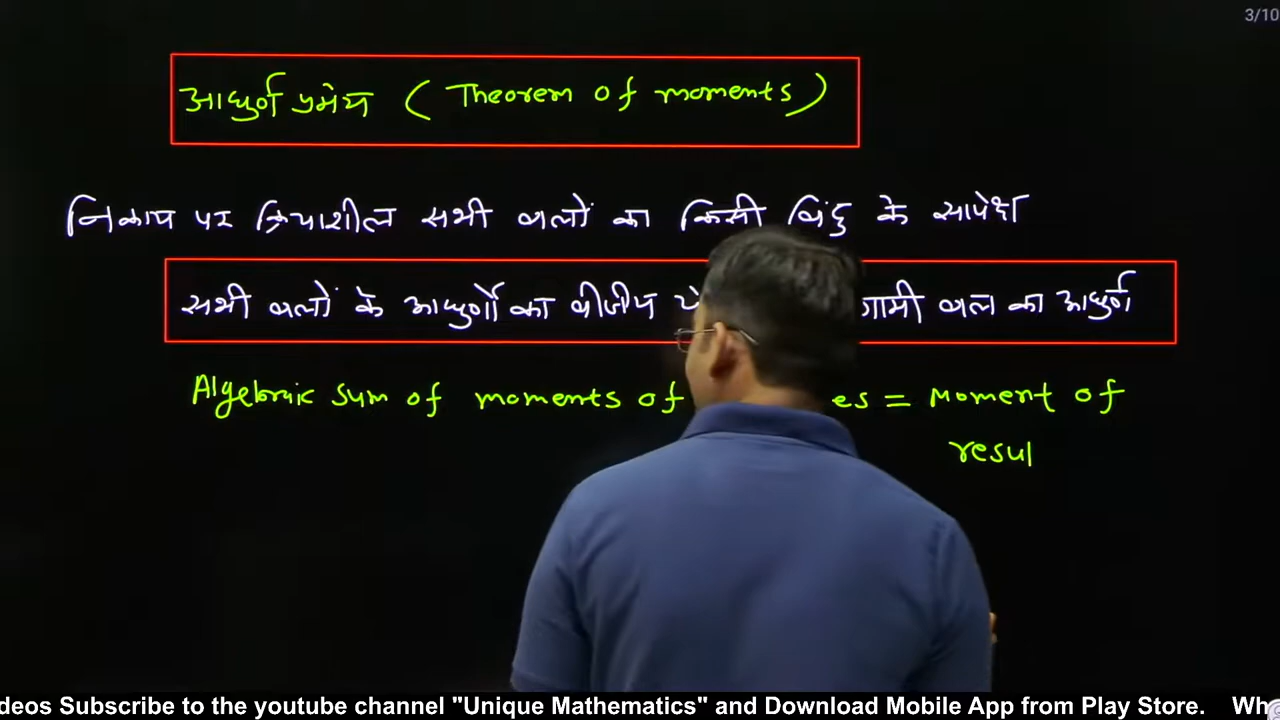 3/10
आघुर्ण प्रमेय ( Theorem of moments )
निकाय पर क्रियाशील सभी बलों का किसी बिंदु के सापेक्ष
सभी बलों के आघुर्णो का बीजीय गामी बल का आघुर्ण
Algebraic sum of moments of es = Moment of
resul
deos Subscribe to the youtube channel "Unique Mathematics" and Download Mobile App from Play Store. Wh